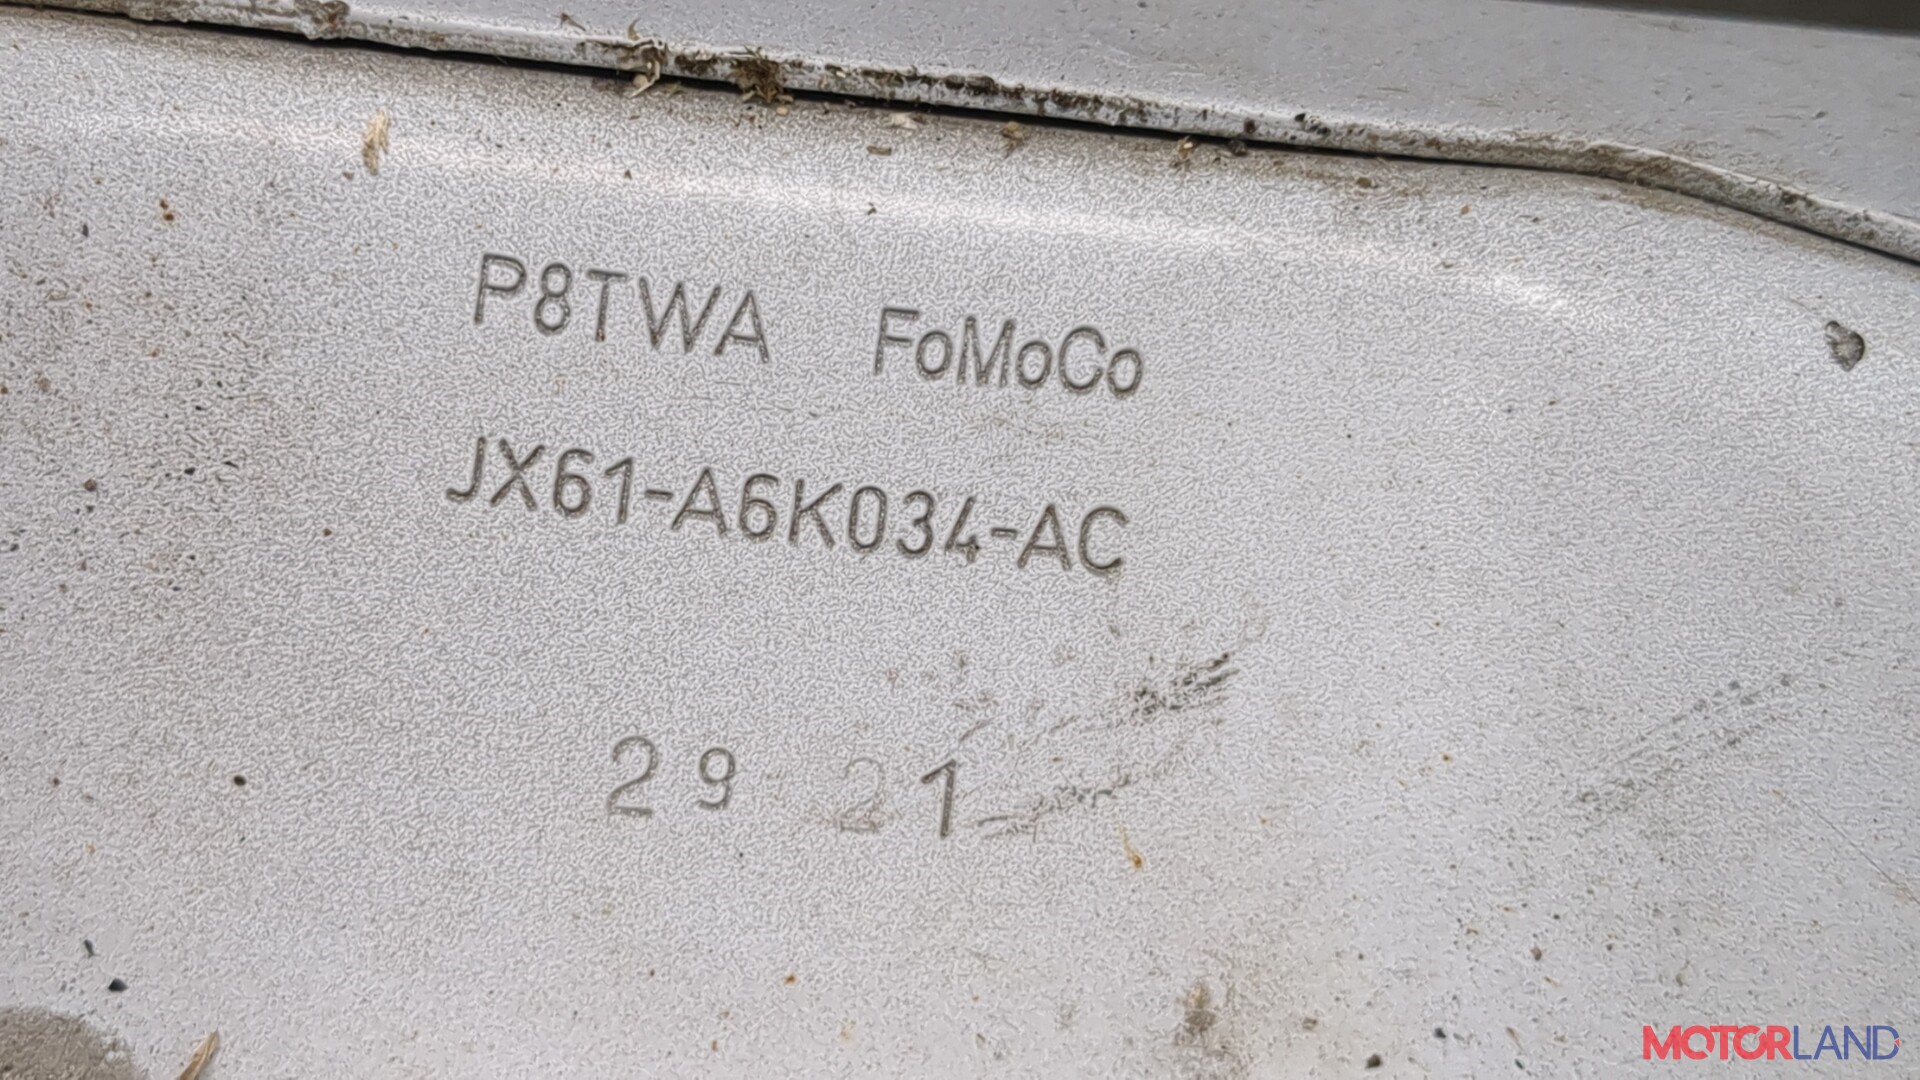 P8TWA FoMoCo
JX61-A6K034-AC
29 21
MOTORLAND